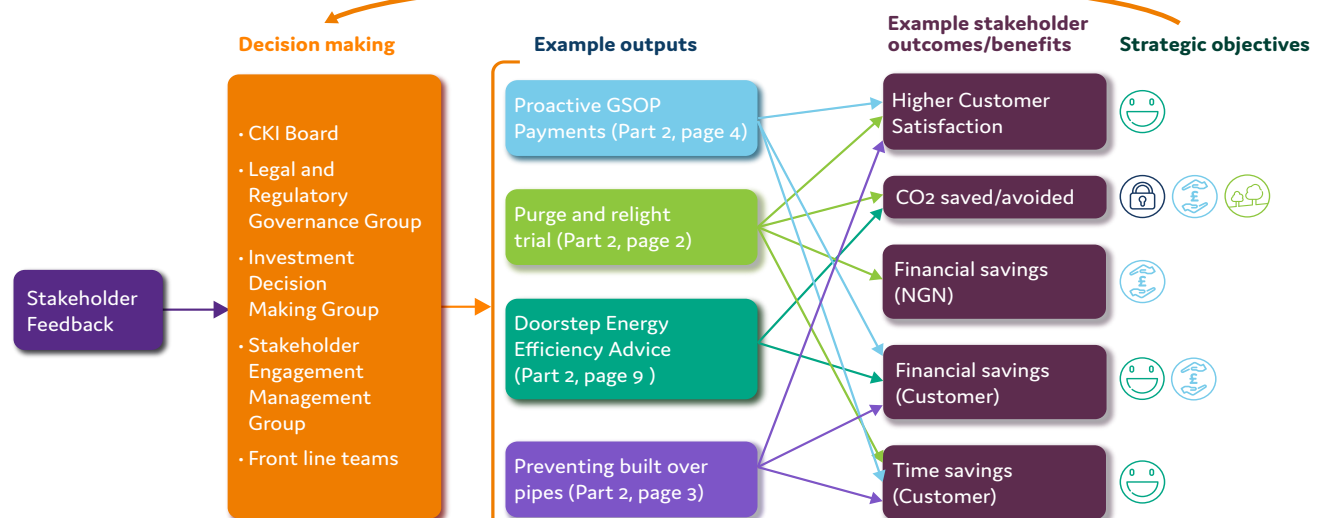 Decision making
Example outputs
Example stakeholder
outcomes/benefits
Strategic objectives
Stakeholder
Feedback
· CKI Board
· Legal and
Regulatory
Governance Group
· Investment
Decision
Making Group
· Stakeholder
Engagement
Management
Group
· Front line teams
Proactive GSOP
Payments (Part 2, page 4)
Purge and relight
trial (Part 2, page 2)
Doorstep Energy
Efficiency Advice
(Part 2, page 9 )
Preventing built over
pipes (Part 2, page 3)
Higher Customer
Satisfaction
CO2 saved/avoided
£
Financial savings
(NGN)
£
Financial savings
(Customer)
£
Time savings
(Customer)